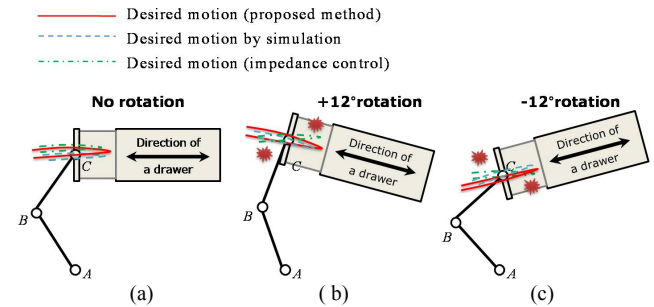 Desired motion (proposed method)
Desired motion by simulation
Desired motion (impedance control)
No rotation
+12°rotation
-12°rotation
Direction of
a drawer
C
B
A
(a)
Direction of
a drawer
C
B
A
( b)
Direction of
a drawer
C
B
A
(c)